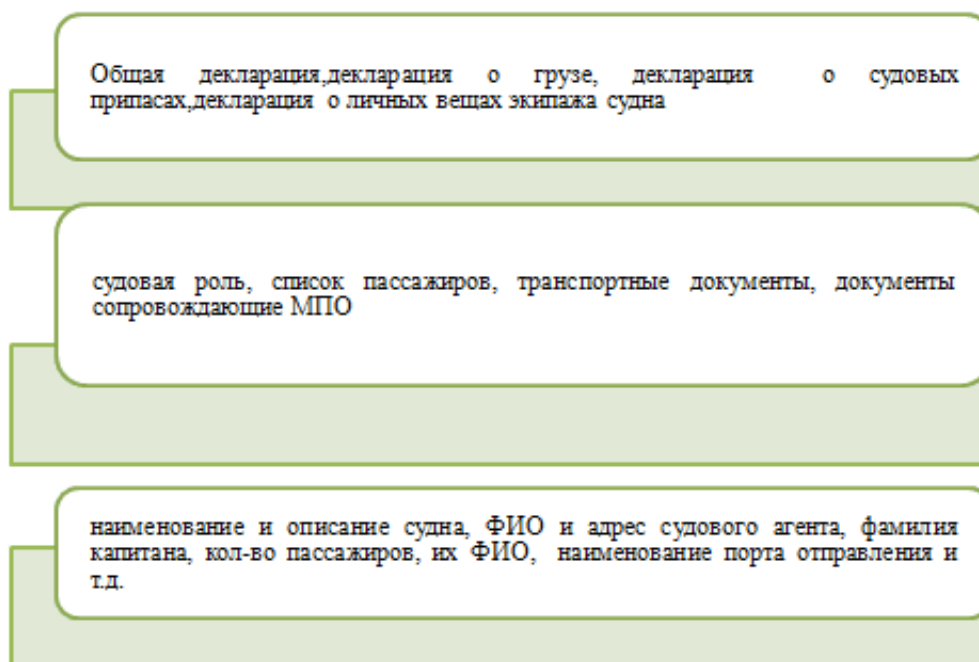 Общая декларация,декларация о грузе, декларация о судовых
припасах,декларация о личных вещах экипажа судна
судовая роль, список пассажиров, транспортные документы, документы
сопровождающие МПО
наименование и описание судна, ФИО и адрес судового агента, фамилия
капитана, кол-во пассажиров, их ФИО, наименование порта отправления и
т.д.